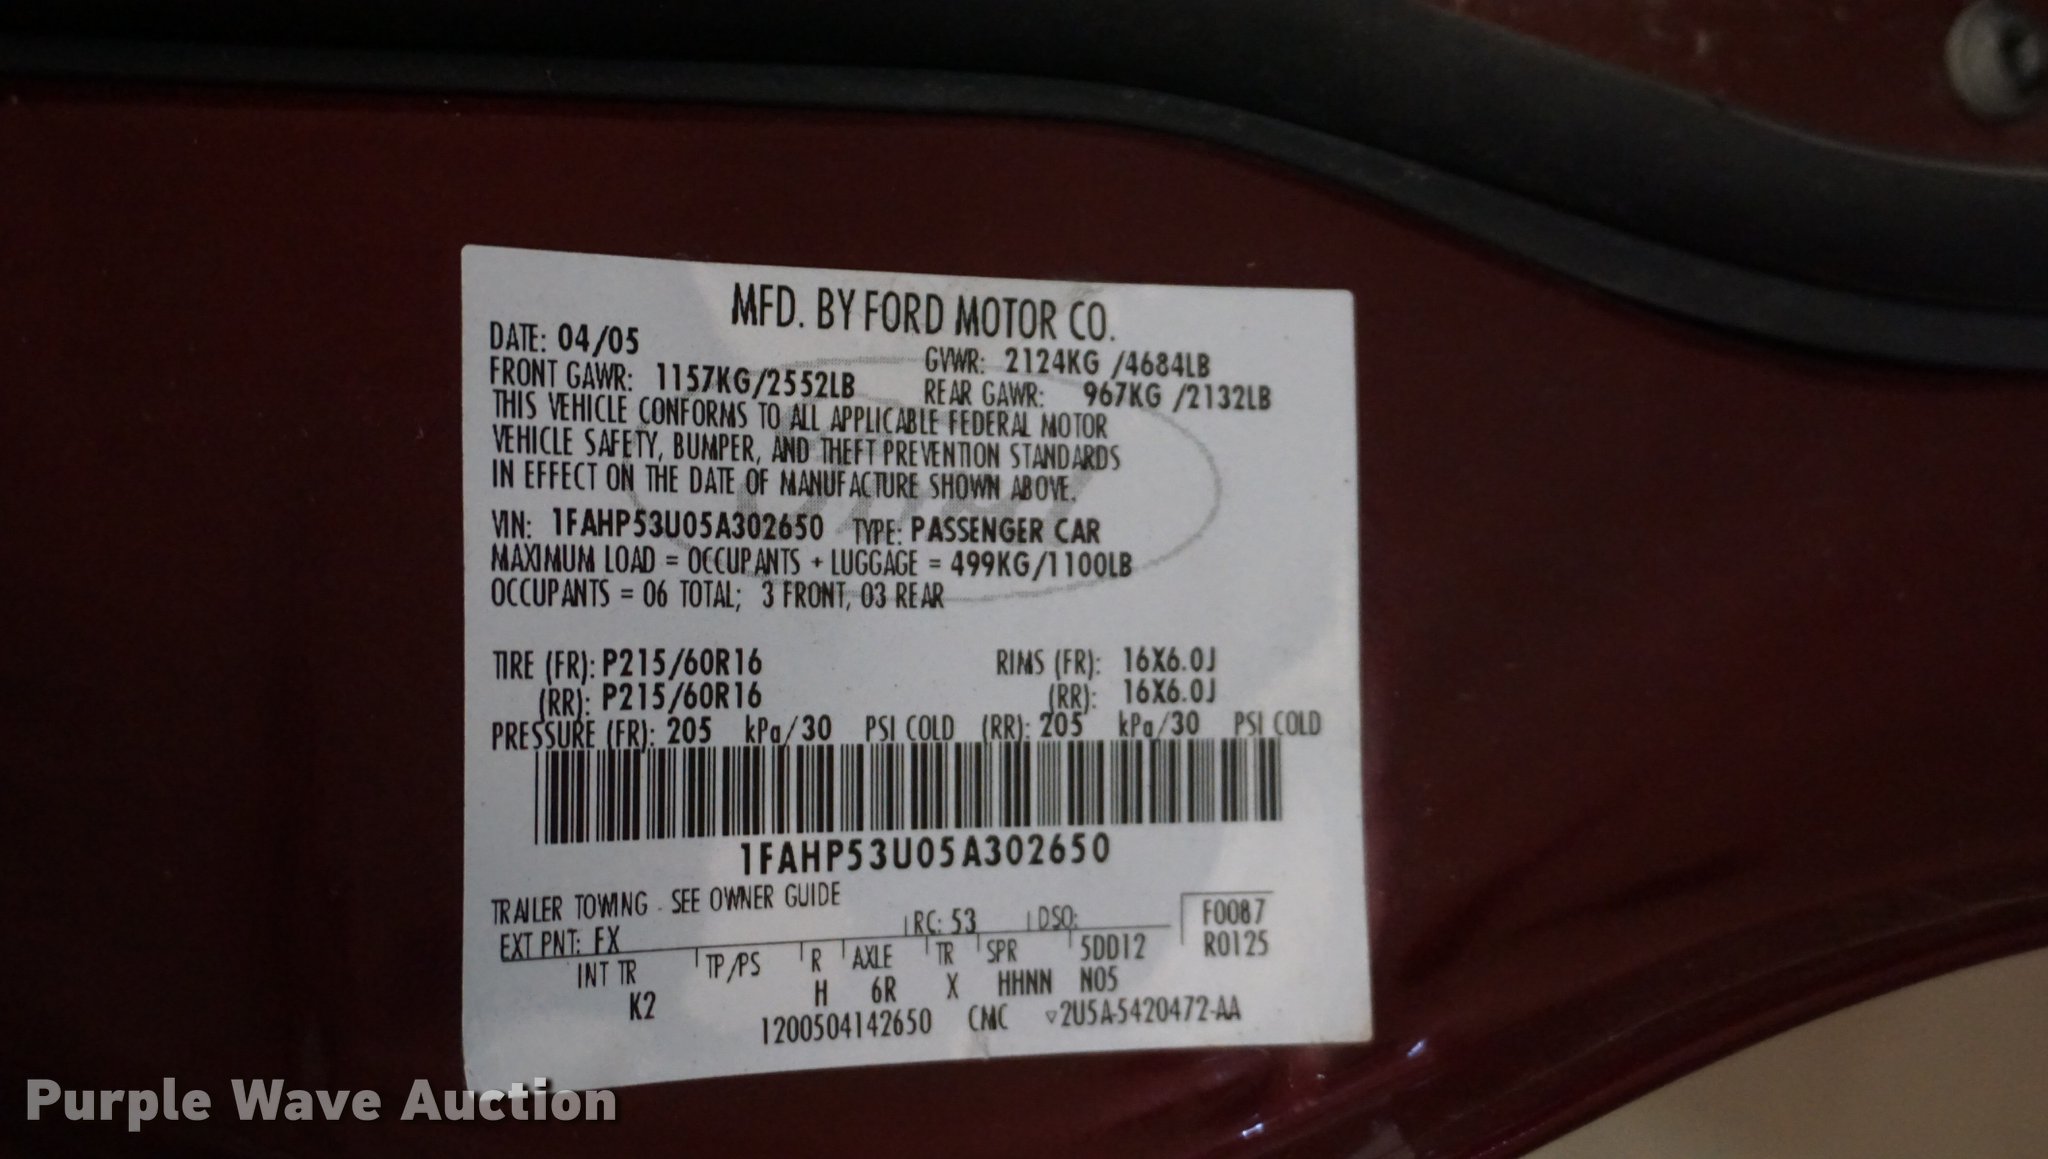 MFD. BY FORD MOTOR CO.
DATE: 04/05
GVWR: 2124KG /4684LB
FRONT GAWR: 1157KG/2552LB
REAR GAWR: 967KG /2132LB
THIS VEHICLE CONFORMS TO ALL APPLICABLE FEDERAL MOTOR
VEHICLE SAFETY, BUMPER, AND THEFT PREVENTION STANDARDS
IN EFFECT ON THE DATE OF MANUFACTURE SHOWN ABOVE.
VIN: 1FAHP53U05A302650 TYPE: PASSENGER CAR
MAXIMUM LOAD = OCCUPANTS + LUGGAGE = 499KG/1100LB
OCCUPANTS = 06 TOTAL; 3 FRONT, 03 REAR
TIRE (FR): P215/60R16 RIMS (FR): 16X6.0J
(RR): P215/60R16 (RR): 16X6.0J
PRESSURE (FR): 205 kPa/30 PSI COLD (RR): 205 kPa/30 PSI COLD
1FAHP53U05A302650
TRAILER TOWING - SEE OWNER GUIDE
EXT PNT: FX RC: 53 DSO: F0087
INT TR TP/PS R AXLE TR SPR 5DD12 R0125
K2 H 6R X HHNN N05
1200504142650 CMC ▽2U5A-5420472-AA
Purple Wave Auction